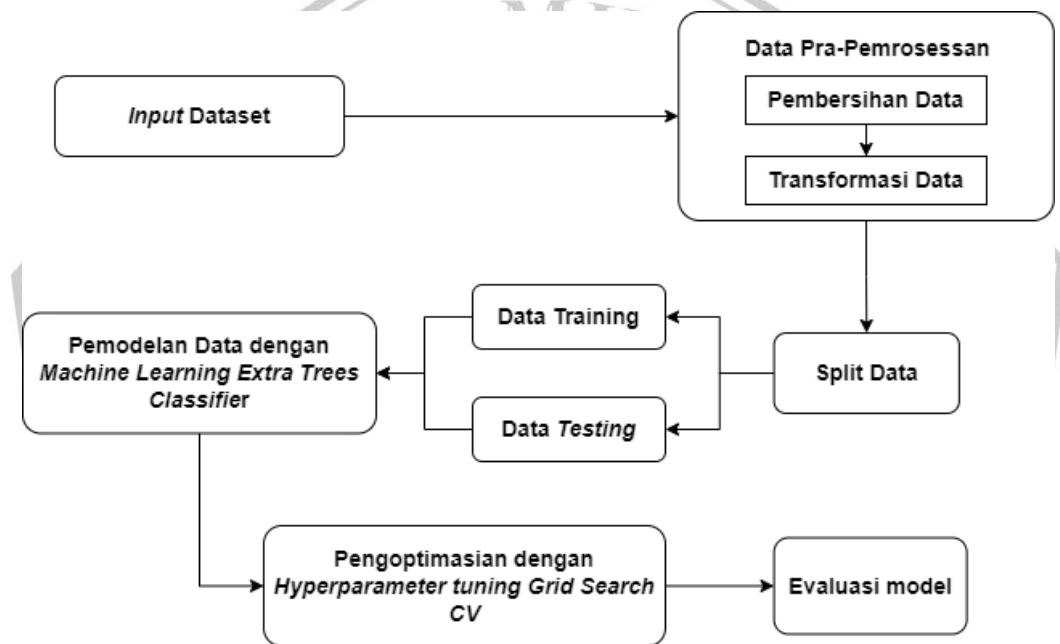 Input Dataset
Data Pra-Pemrosessan
Pembersihan Data
Transformasi Data
Split Data
Data Training
Data Testing
Pemodelan Data dengan
Machine Learning Extra Trees
Classifier
Pengoptimasian dengan
Hyperparameter tuning Grid Search
CV
Evaluasi model